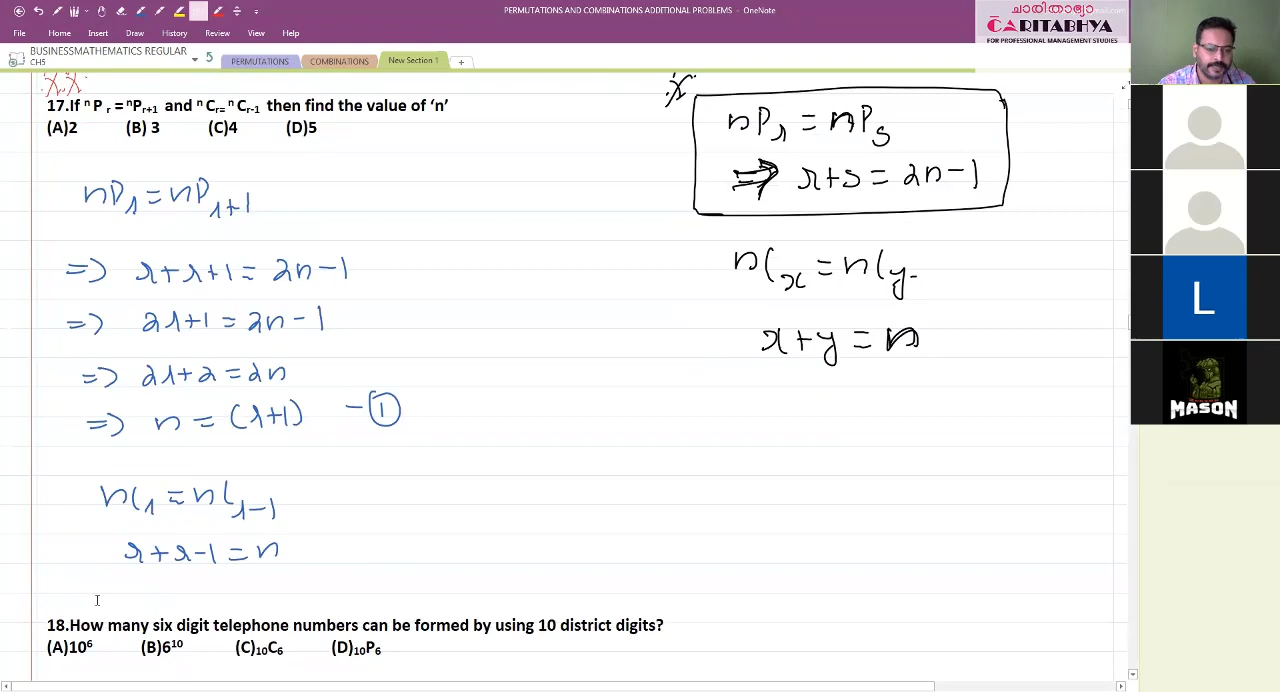 PERMUTATIONS AND COMBINATIONS ADDITIONAL PROBLEMS - OneNote
ചാരിതാഭ്യാ
CARITABHYA
FOR PROFESSIONAL MANAGEMENT STUDIES
File Home Insert Draw History Review View Help
BUSINESSMATHEMATICS REGULAR
CH5
PERMUTATIONS COMBINATIONS New Section 1 +
17.If ⁿ P ᵣ = ⁿPᵣ₊₁ and ⁿ Cᵣ= ⁿ Cᵣ₋₁ then find the value of ‘n’
(A)2 (B) 3 (C)4 (D)5
nPᵣ = nPᵣ₊₁
=> r+r+1 = 2n-1
=> 2r+1 = 2n-1
=> 2r+2 = 2n
=> n = (r+1) - ①
nCᵣ = nCᵣ₋₁
r+r-1 = n
nPᵣ = nPₛ
=> r+s = 2n-1
nCₓ = nCy
x+y = n
18.How many six digit telephone numbers can be formed by using 10 district digits?
(A)10⁶ (B)6¹⁰ (C)₁₀C₆ (D)₁₀P₆
L
MASON